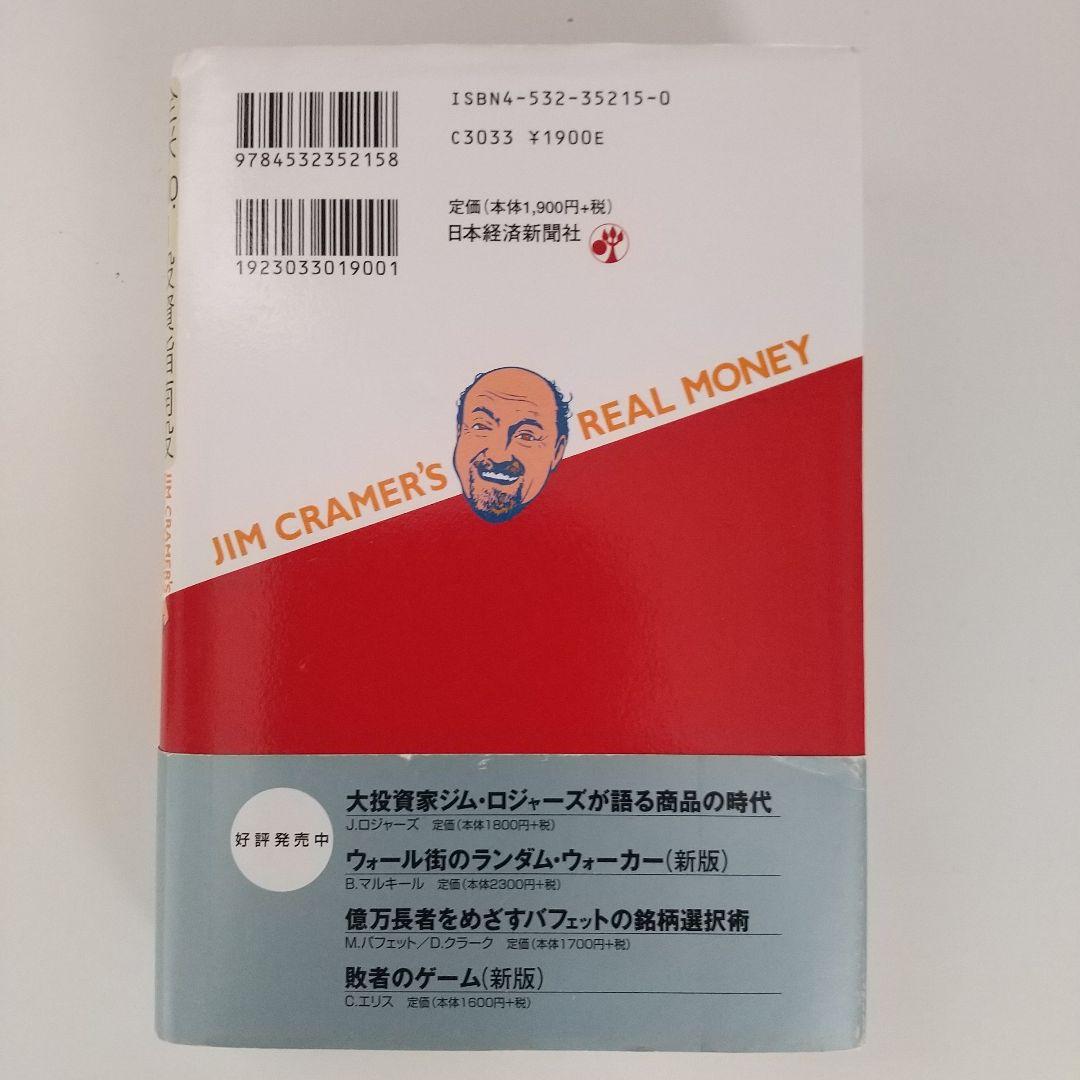 ISBN4-532-35215-0
C3033 ¥1900E
9784532352158
定価(本体1,900円+税)
日本経済新聞社
1923033019001
JIM CRAMER'S REAL MONEY
JIM CRAMER'S
好評発売中
大投資家ジム・ロジャーズが語る商品の時代
J.ロジャーズ 定価(本体1800円+税)
ウォール街のランダム・ウォーカー(新版)
B.マルキール 定価(本体2300円+税)
億万長者をめざすバフェットの銘柄選択術
M.バフェット/D.クラーク 定価(本体1700円+税)
敗者のゲーム(新版)
C.エリス 定価(本体1600円+税)